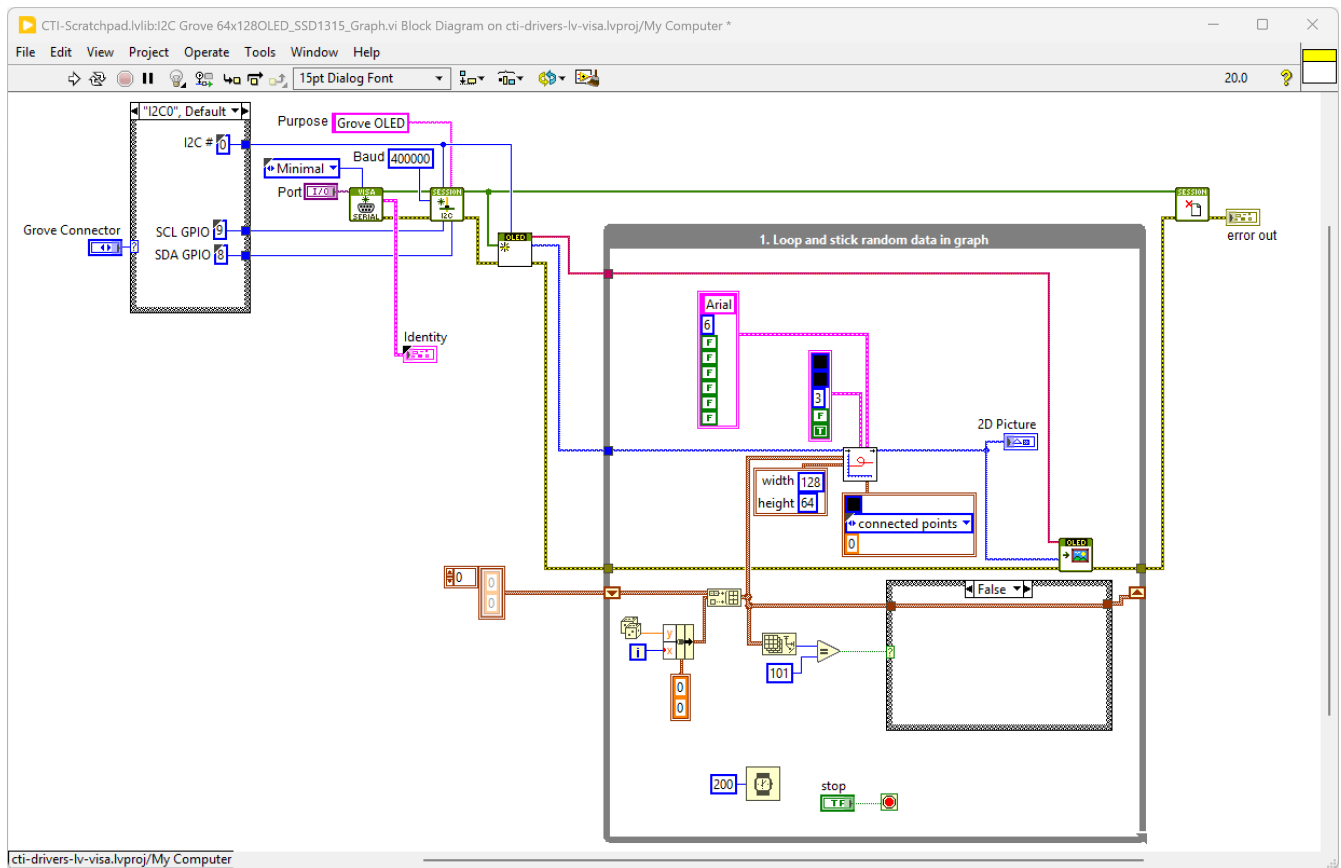 CTI-Scratchpad.lvlib:I2C Grove 64x128OLED_SSD1315_Graph.vi Block Diagram on cti-drivers-lv-visa.lvproj/My Computer *
File Edit View Project Operate Tools Window Help
15pt Dialog Font
20.0
?
"I2C0", Default
I2C # 0
SCL GPIO 9
SDA GPIO 8
Grove Connector
?
Purpose Grove OLED
Baud 400000
Minimal
Port I/O
VISA
SERIAL
SESSION
I2C
OLED
Identity
SESSION
error out
1. Loop and stick random data in graph
Arial
6
F
F
F
F
F
F
3
F
T
2D Picture
width 128
height 64
connected points
0
OLED
0
0
0
y
x
i
0
0
101
=
False
?
200
stop
TF
cti-drivers-lv-visa.lvproj/My Computer